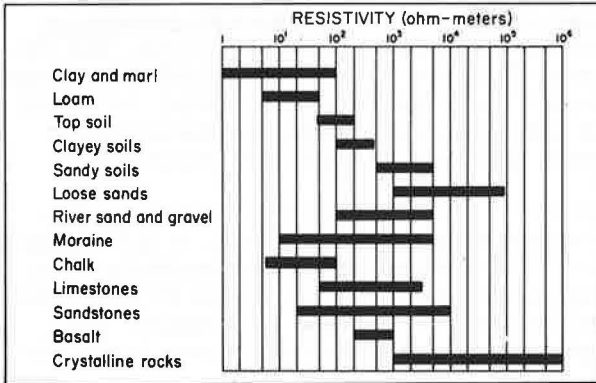 RESISTIVITY (ohm-meters)
1 10¹ 10² 10³ 10⁴ 10⁵ 10⁶
Clay and marl
Loam
Top soil
Clayey soils
Sandy soils
Loose sands
River sand and gravel
Moraine
Chalk
Limestones
Sandstones
Basalt
Crystalline rocks